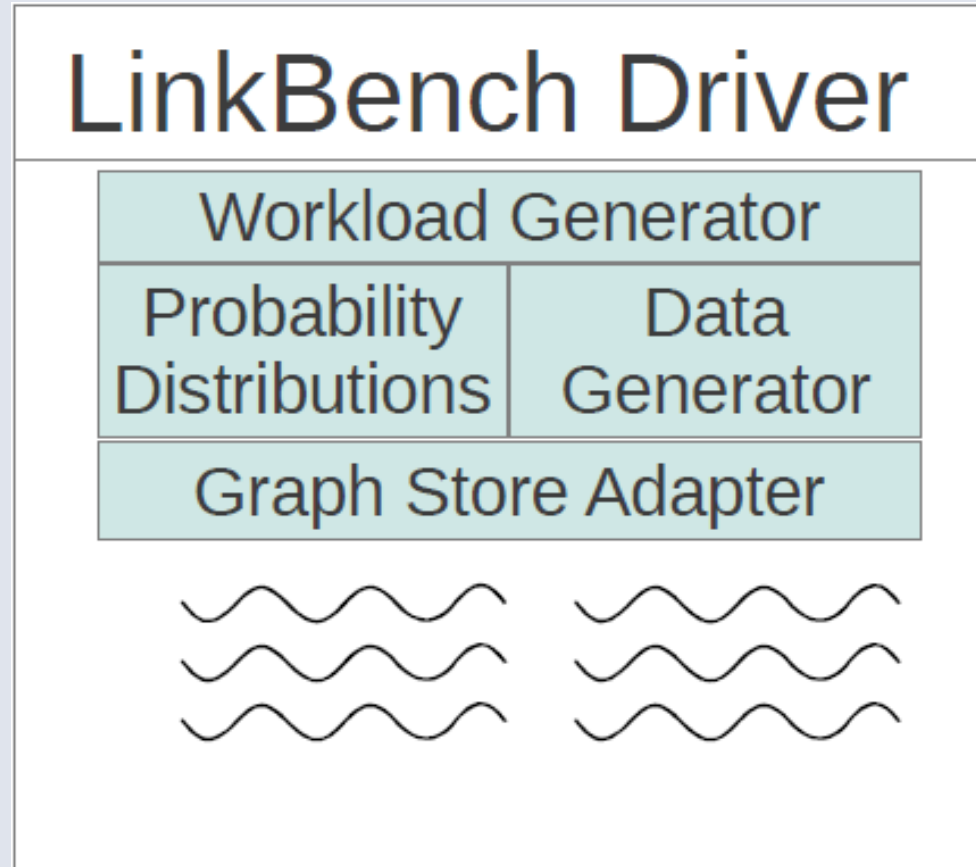 LinkBench Driver
Workload Generator
Probability
Distributions
Data
Generator
Graph Store Adapter